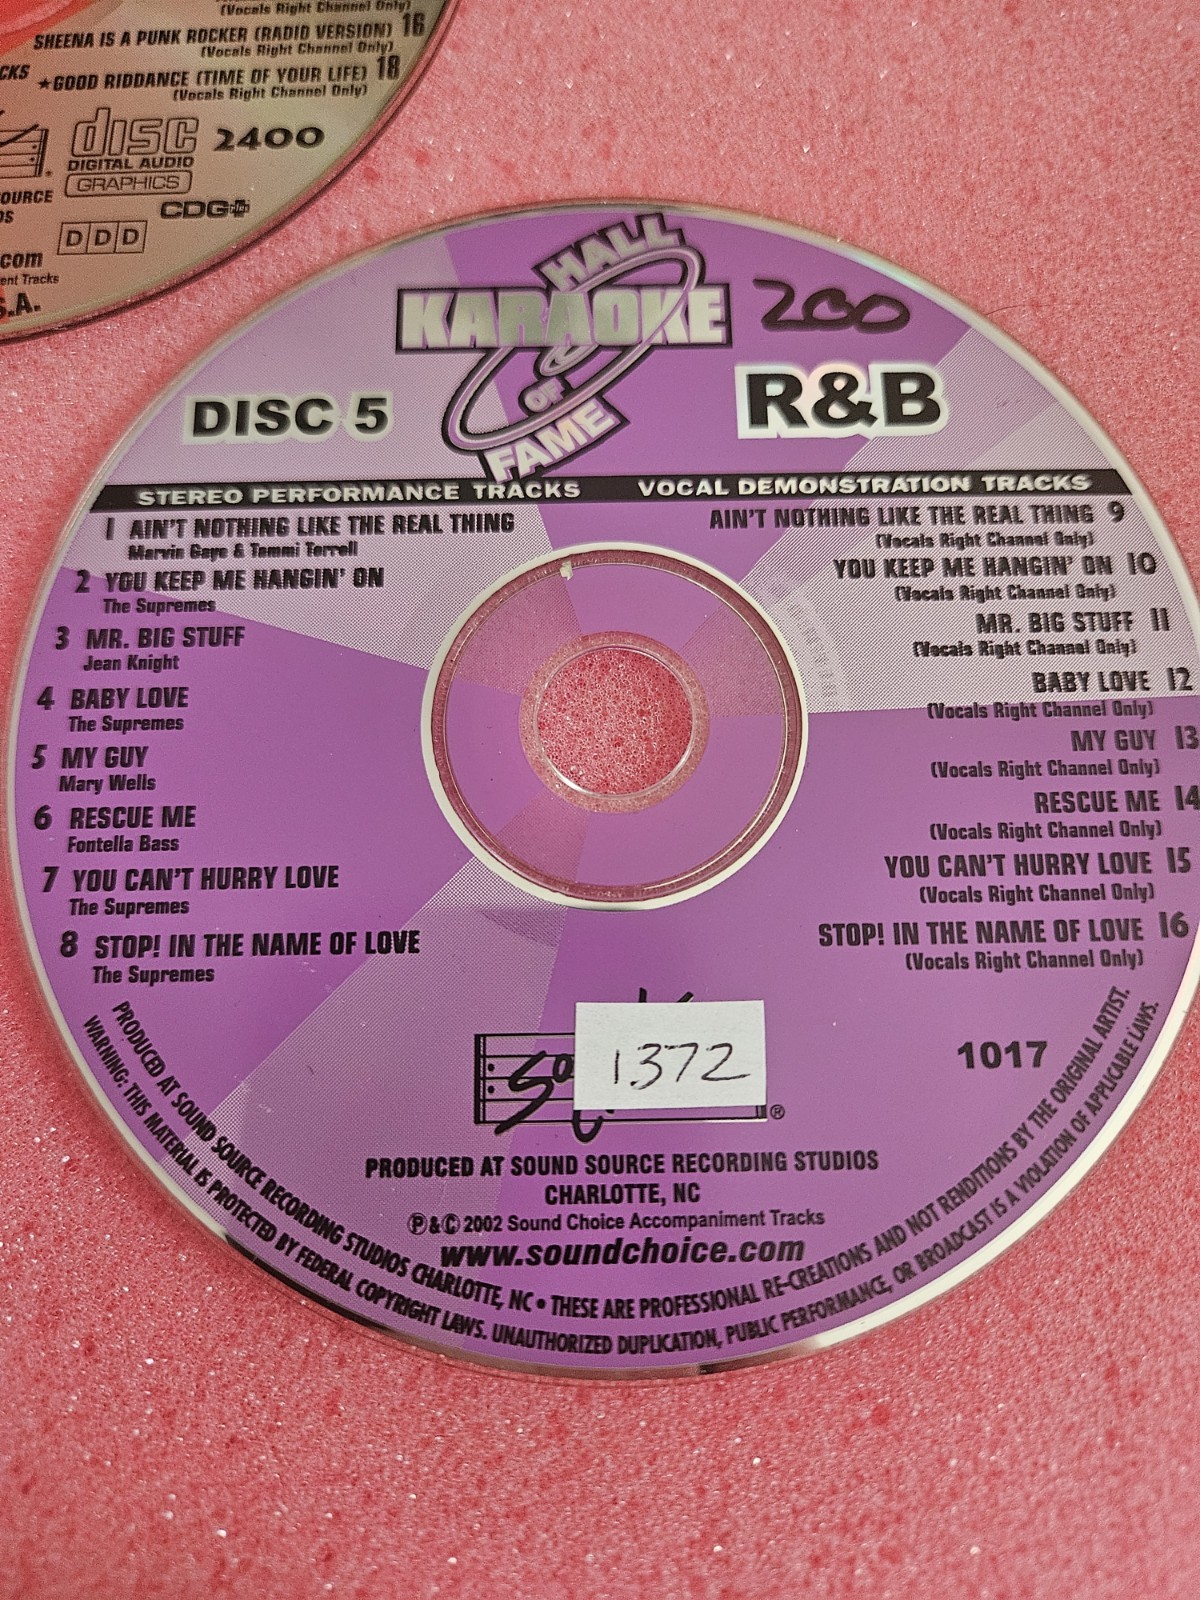 (Vocals Right Channel Only)
SHEENA IS A PUNK ROCKER (RADIO VERSION) 16
(Vocals Right Channel Only)
CKS ★GOOD RIDDANCE (TIME OF YOUR LIFE) 18
(Vocals Right Channel Only)
disc 2400
DIGITAL AUDIO
GRAPHICS
OURCE
OS
CDG+
D D D
com
ent Tracks
S.A.
HALL
KARAOKE 200
OF
FAME
DISC 5 R&B
STEREO PERFORMANCE TRACKS VOCAL DEMONSTRATION TRACKS
1 AIN'T NOTHING LIKE THE REAL THING
Marvin Gaye & Tammi Terrell
2 YOU KEEP ME HANGIN' ON
The Supremes
3 MR. BIG STUFF
Jean Knight
4 BABY LOVE
The Supremes
5 MY GUY
Mary Wells
6 RESCUE ME
Fontella Bass
7 YOU CAN'T HURRY LOVE
The Supremes
8 STOP! IN THE NAME OF LOVE
The Supremes
AIN'T NOTHING LIKE THE REAL THING 9
(Vocals Right Channel Only)
YOU KEEP ME HANGIN' ON 10
(Vocals Right Channel Only)
MR. BIG STUFF 11
(Vocals Right Channel Only)
BABY LOVE 12
(Vocals Right Channel Only)
MY GUY 13
(Vocals Right Channel Only)
RESCUE ME 14
(Vocals Right Channel Only)
YOU CAN'T HURRY LOVE 15
(Vocals Right Channel Only)
STOP! IN THE NAME OF LOVE 16
(Vocals Right Channel Only)
1372
®
1017
PRODUCED AT SOUND SOURCE RECORDING STUDIOS
CHARLOTTE, NC
℗&© 2002 Sound Choice Accompaniment Tracks
www.soundchoice.com
PRODUCED AT SOUND SOURCE RECORDING STUDIOS CHARLOTTE, NC • THESE ARE PROFESSIONAL RE-CREATIONS AND NOT RENDITIONS BY THE ORIGINAL ARTIST.
WARNING: THIS MATERIAL IS PROTECTED BY FEDERAL COPYRIGHT LAWS. UNAUTHORIZED DUPLICATION, PUBLIC PERFORMANCE, OR BROADCAST IS A VIOLATION OF APPLICABLE LAWS.